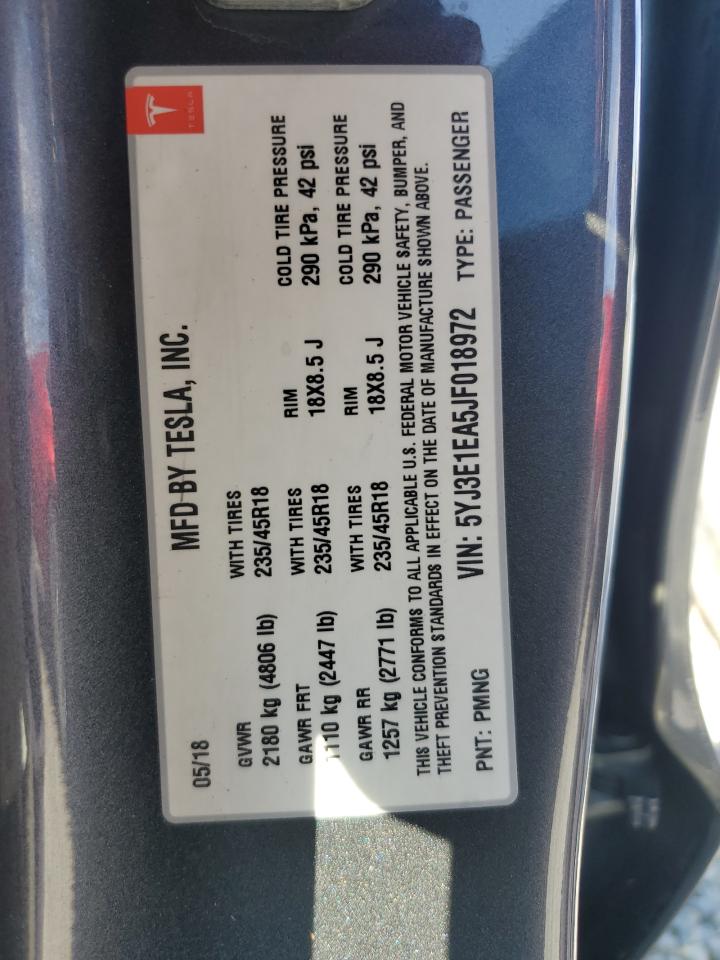 TESLA
MFD BY TESLA, INC.
05/18
GVWR WITH TIRES
2180 kg (4806 lb) 235/45R18
GAWR FRT WITH TIRES RIM COLD TIRE PRESSURE
1110 kg (2447 lb) 235/45R18 18X8.5 J 290 kPa, 42 psi
GAWR RR WITH TIRES RIM COLD TIRE PRESSURE
1257 kg (2771 lb) 235/45R18 18X8.5 J 290 kPa, 42 psi
THIS VEHICLE CONFORMS TO ALL APPLICABLE U.S. FEDERAL MOTOR VEHICLE SAFETY, BUMPER, AND
THEFT PREVENTION STANDARDS IN EFFECT ON THE DATE OF MANUFACTURE SHOWN ABOVE.
PNT: PMNG VIN: 5YJ3E1EA5JF018972 TYPE: PASSENGER